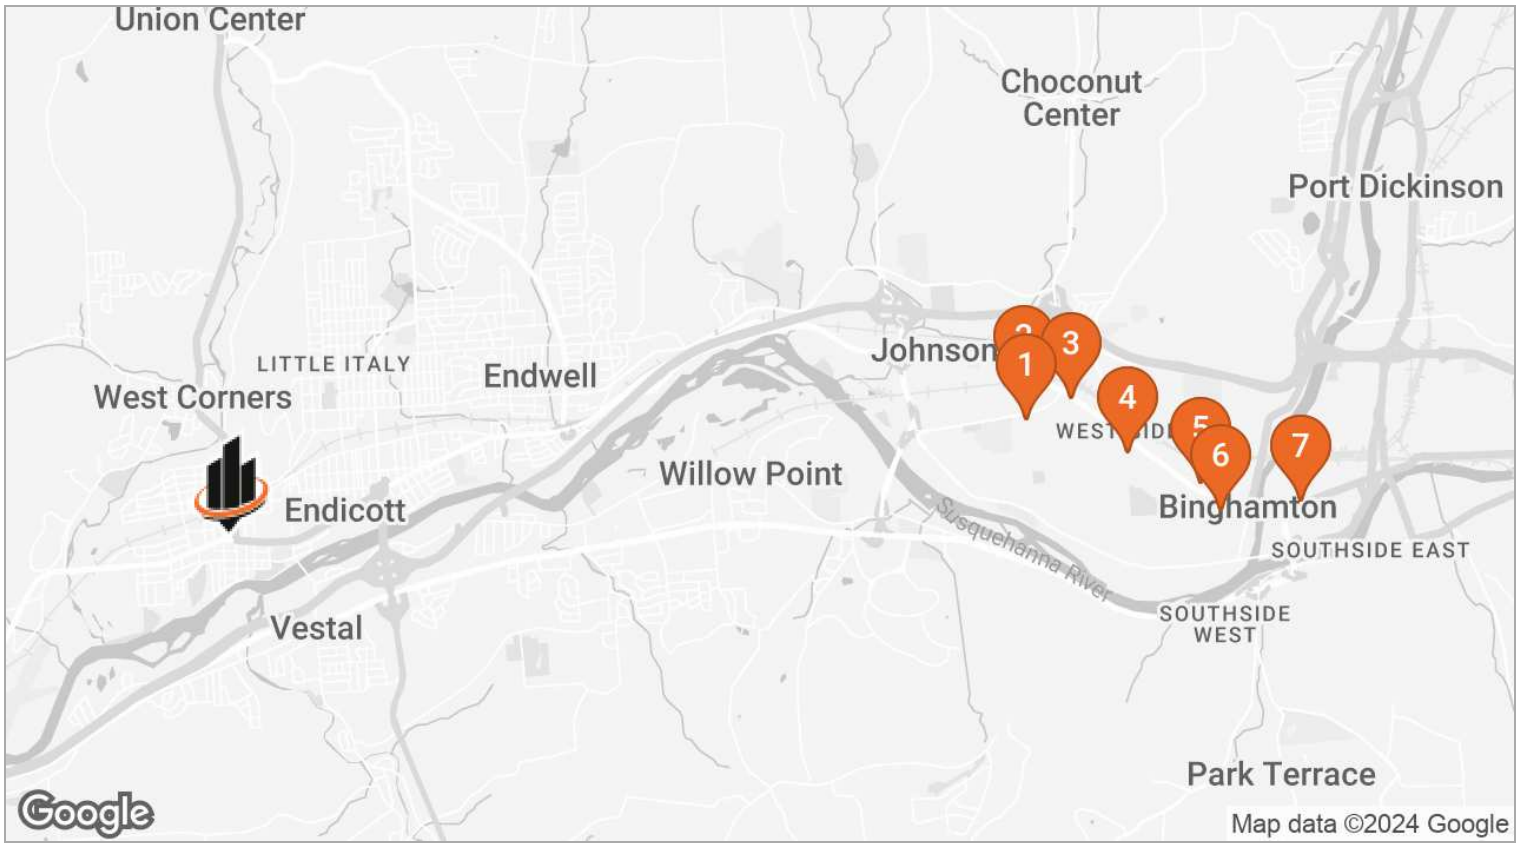 Union Center
Choconut
Center
Port Dickinson
Johnson
3
1
LITTLE ITALY
Endwell
West Corners
4
5
6
7
Willow Point
Endicott
Binghamton
SOUTHSIDE EAST
Susquehanna River
SOUTHSIDE
WEST
Vestal
Park Terrace
Google
Map data ©2024 Google